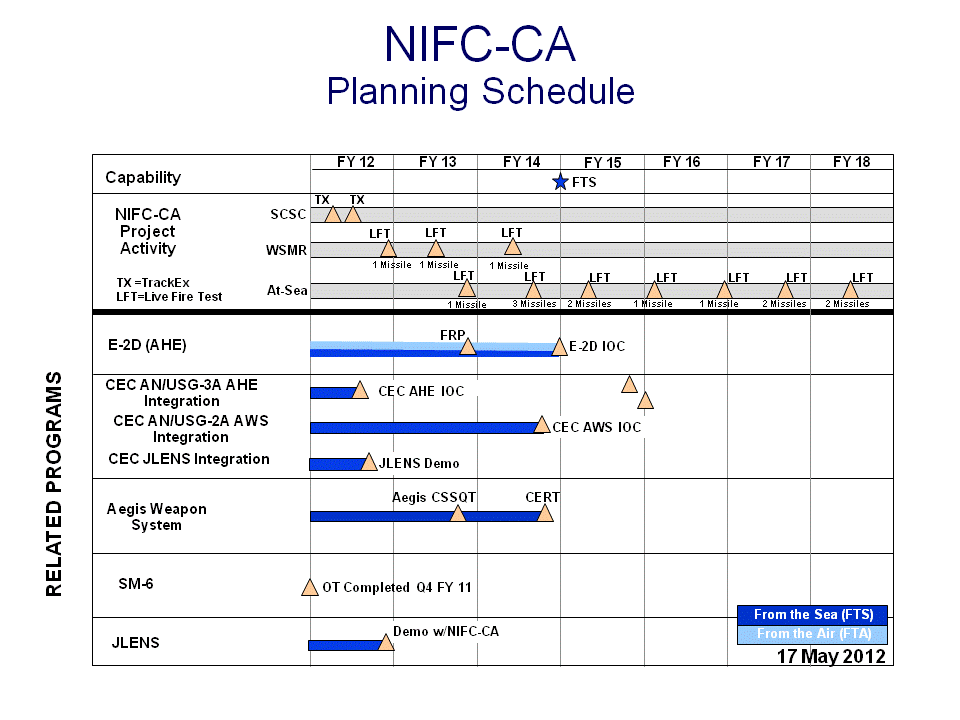 NIFC-CA
Planning Schedule
FY 12 FY 13 FY 14 FY 15 FY 16 FY 17 FY 18
Capability
FTS
TX TX
NIFC-CA
Project
Activity
SCSC
LFT LFT LFT
WSMR
1 Missile 1 Missile 1 Missile
TX =TrackEx
LFT=Live Fire Test
At-Sea
LFT LFT LFT LFT LFT LFT LFT
1 Missile 3 Missiles 2 Missiles 1 Missile 1 Missile 2 Missiles 2 Missiles
RELATED PROGRAMS
E-2D (AHE)
FRP
E-2D IOC
CEC AN/USG-3A AHE
Integration
CEC AHE IOC
CEC AN/USG-2A AWS
Integration
CEC AWS IOC
CEC JLENS Integration
JLENS Demo
Aegis Weapon
System
Aegis CSSQT CERT
SM-6
OT Completed Q4 FY 11
JLENS
Demo w/NIFC-CA
From the Sea (FTS)
From the Air (FTA)
17 May 2012